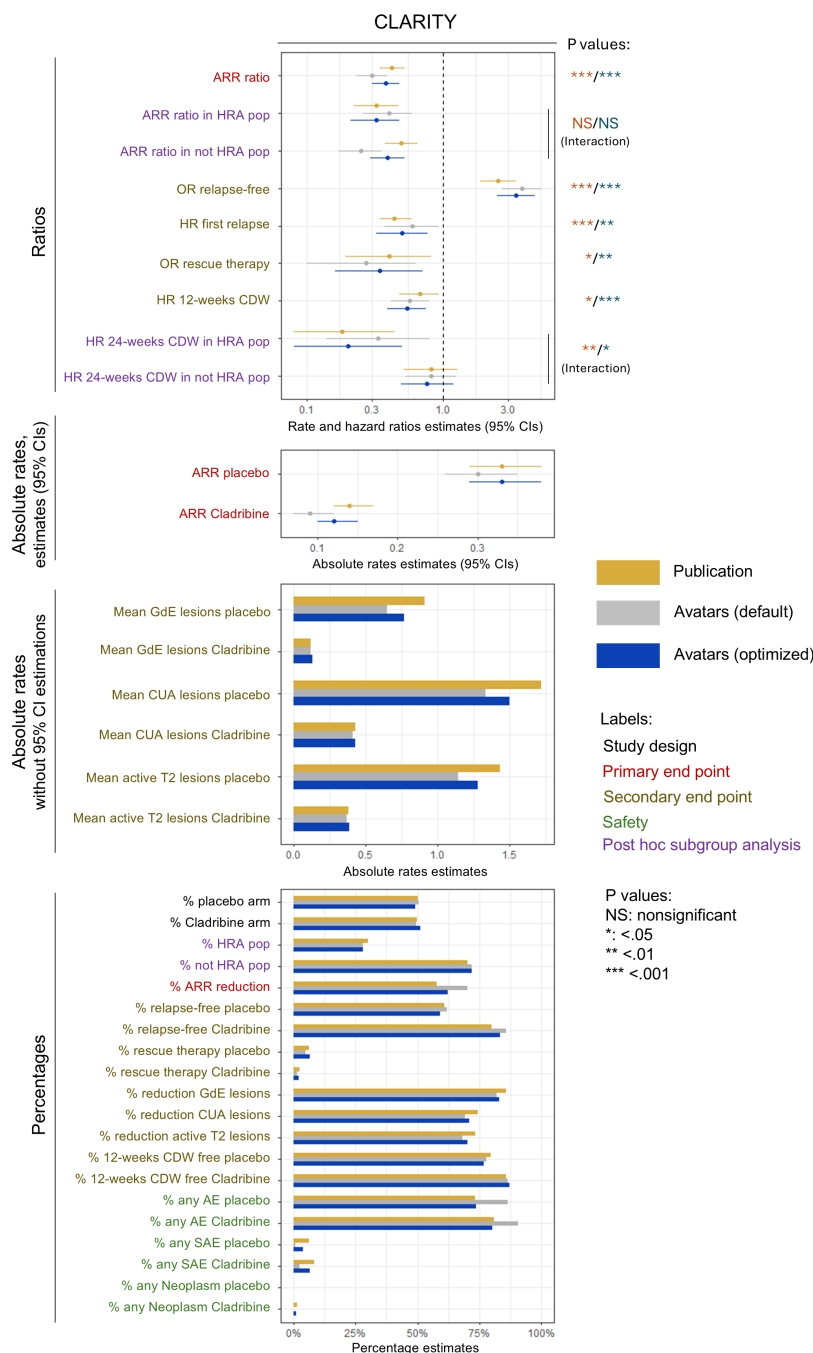 CLARITY
P values:
Ratios
ARR ratio
***/***
ARR ratio in HRA pop
NS/NS
(Interaction)
ARR ratio in not HRA pop
OR relapse-free
***/***
HR first relapse
***/**
OR rescue therapy
*/**
HR 12-weeks CDW
*/***
HR 24-weeks CDW in HRA pop
**/*
(Interaction)
HR 24-weeks CDW in not HRA pop
0.1 0.3 1.0 3.0
Rate and hazard ratios estimates (95% CIs)
Absolute rates,
estimates (95% CIs)
ARR placebo
ARR Cladribine
0.1 0.2 0.3
Absolute rates estimates (95% CIs)
Publication
Avatars (default)
Avatars (optimized)
Absolute rates
without 95% CI estimations
Mean GdE lesions placebo
Mean GdE lesions Cladribine
Mean CUA lesions placebo
Mean CUA lesions Cladribine
Mean active T2 lesions placebo
Mean active T2 lesions Cladribine
0.0 0.5 1.0 1.5
Absolute rates estimates
Labels:
Study design
Primary end point
Secondary end point
Safety
Post hoc subgroup analysis
P values:
NS: nonsignificant
*: <.05
** <.01
*** <.001
Percentages
% placebo arm
% Cladribine arm
% HRA pop
% not HRA pop
% ARR reduction
% relapse-free placebo
% relapse-free Cladribine
% rescue therapy placebo
% rescue therapy Cladribine
% reduction GdE lesions
% reduction CUA lesions
% reduction active T2 lesions
% 12-weeks CDW free placebo
% 12-weeks CDW free Cladribine
% any AE placebo
% any AE Cladribine
% any SAE placebo
% any SAE Cladribine
% any Neoplasm placebo
% any Neoplasm Cladribine
0% 25% 50% 75% 100%
Percentage estimates